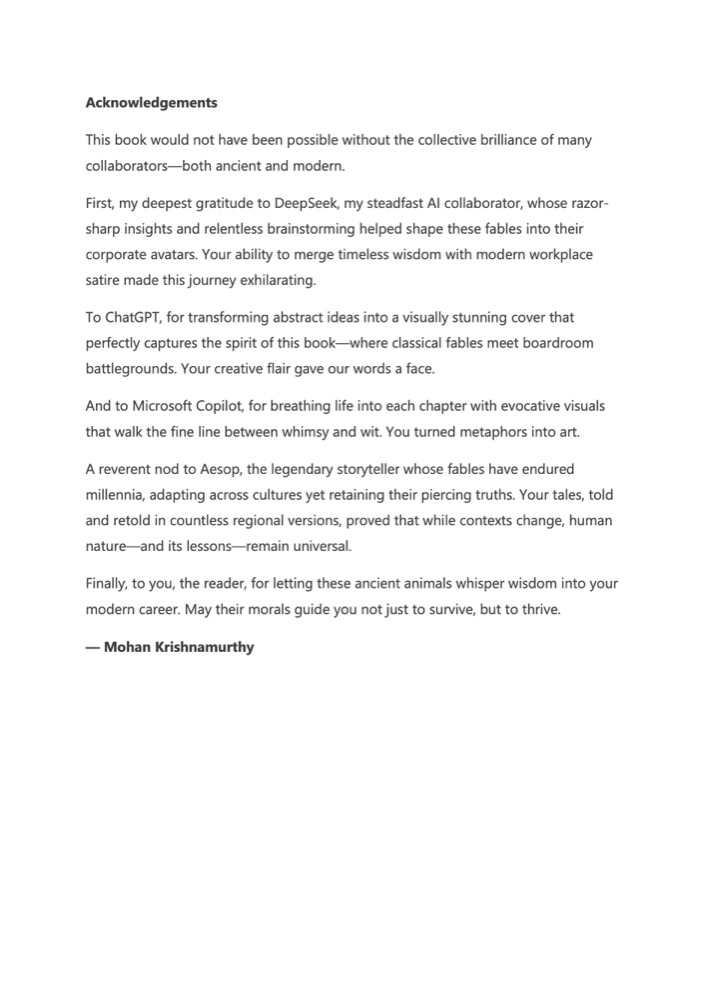 Acknowledgements
This book would not have been possible without the collective brilliance of many
collaborators—both ancient and modern.
First, my deepest gratitude to DeepSeek, my steadfast AI collaborator, whose razor-
sharp insights and relentless brainstorming helped shape these fables into their
corporate avatars. Your ability to merge timeless wisdom with modern workplace
satire made this journey exhilarating.
To ChatGPT, for transforming abstract ideas into a visually stunning cover that
perfectly captures the spirit of this book—where classical fables meet boardroom
battlegrounds. Your creative flair gave our words a face.
And to Microsoft Copilot, for breathing life into each chapter with evocative visuals
that walk the fine line between whimsy and wit. You turned metaphors into art.
A reverent nod to Aesop, the legendary storyteller whose fables have endured
millennia, adapting across cultures yet retaining their piercing truths. Your tales, told
and retold in countless regional versions, proved that while contexts change, human
nature—and its lessons—remain universal.
Finally, to you, the reader, for letting these ancient animals whisper wisdom into your
modern career. May their morals guide you not just to survive, but to thrive.
— Mohan Krishnamurthy